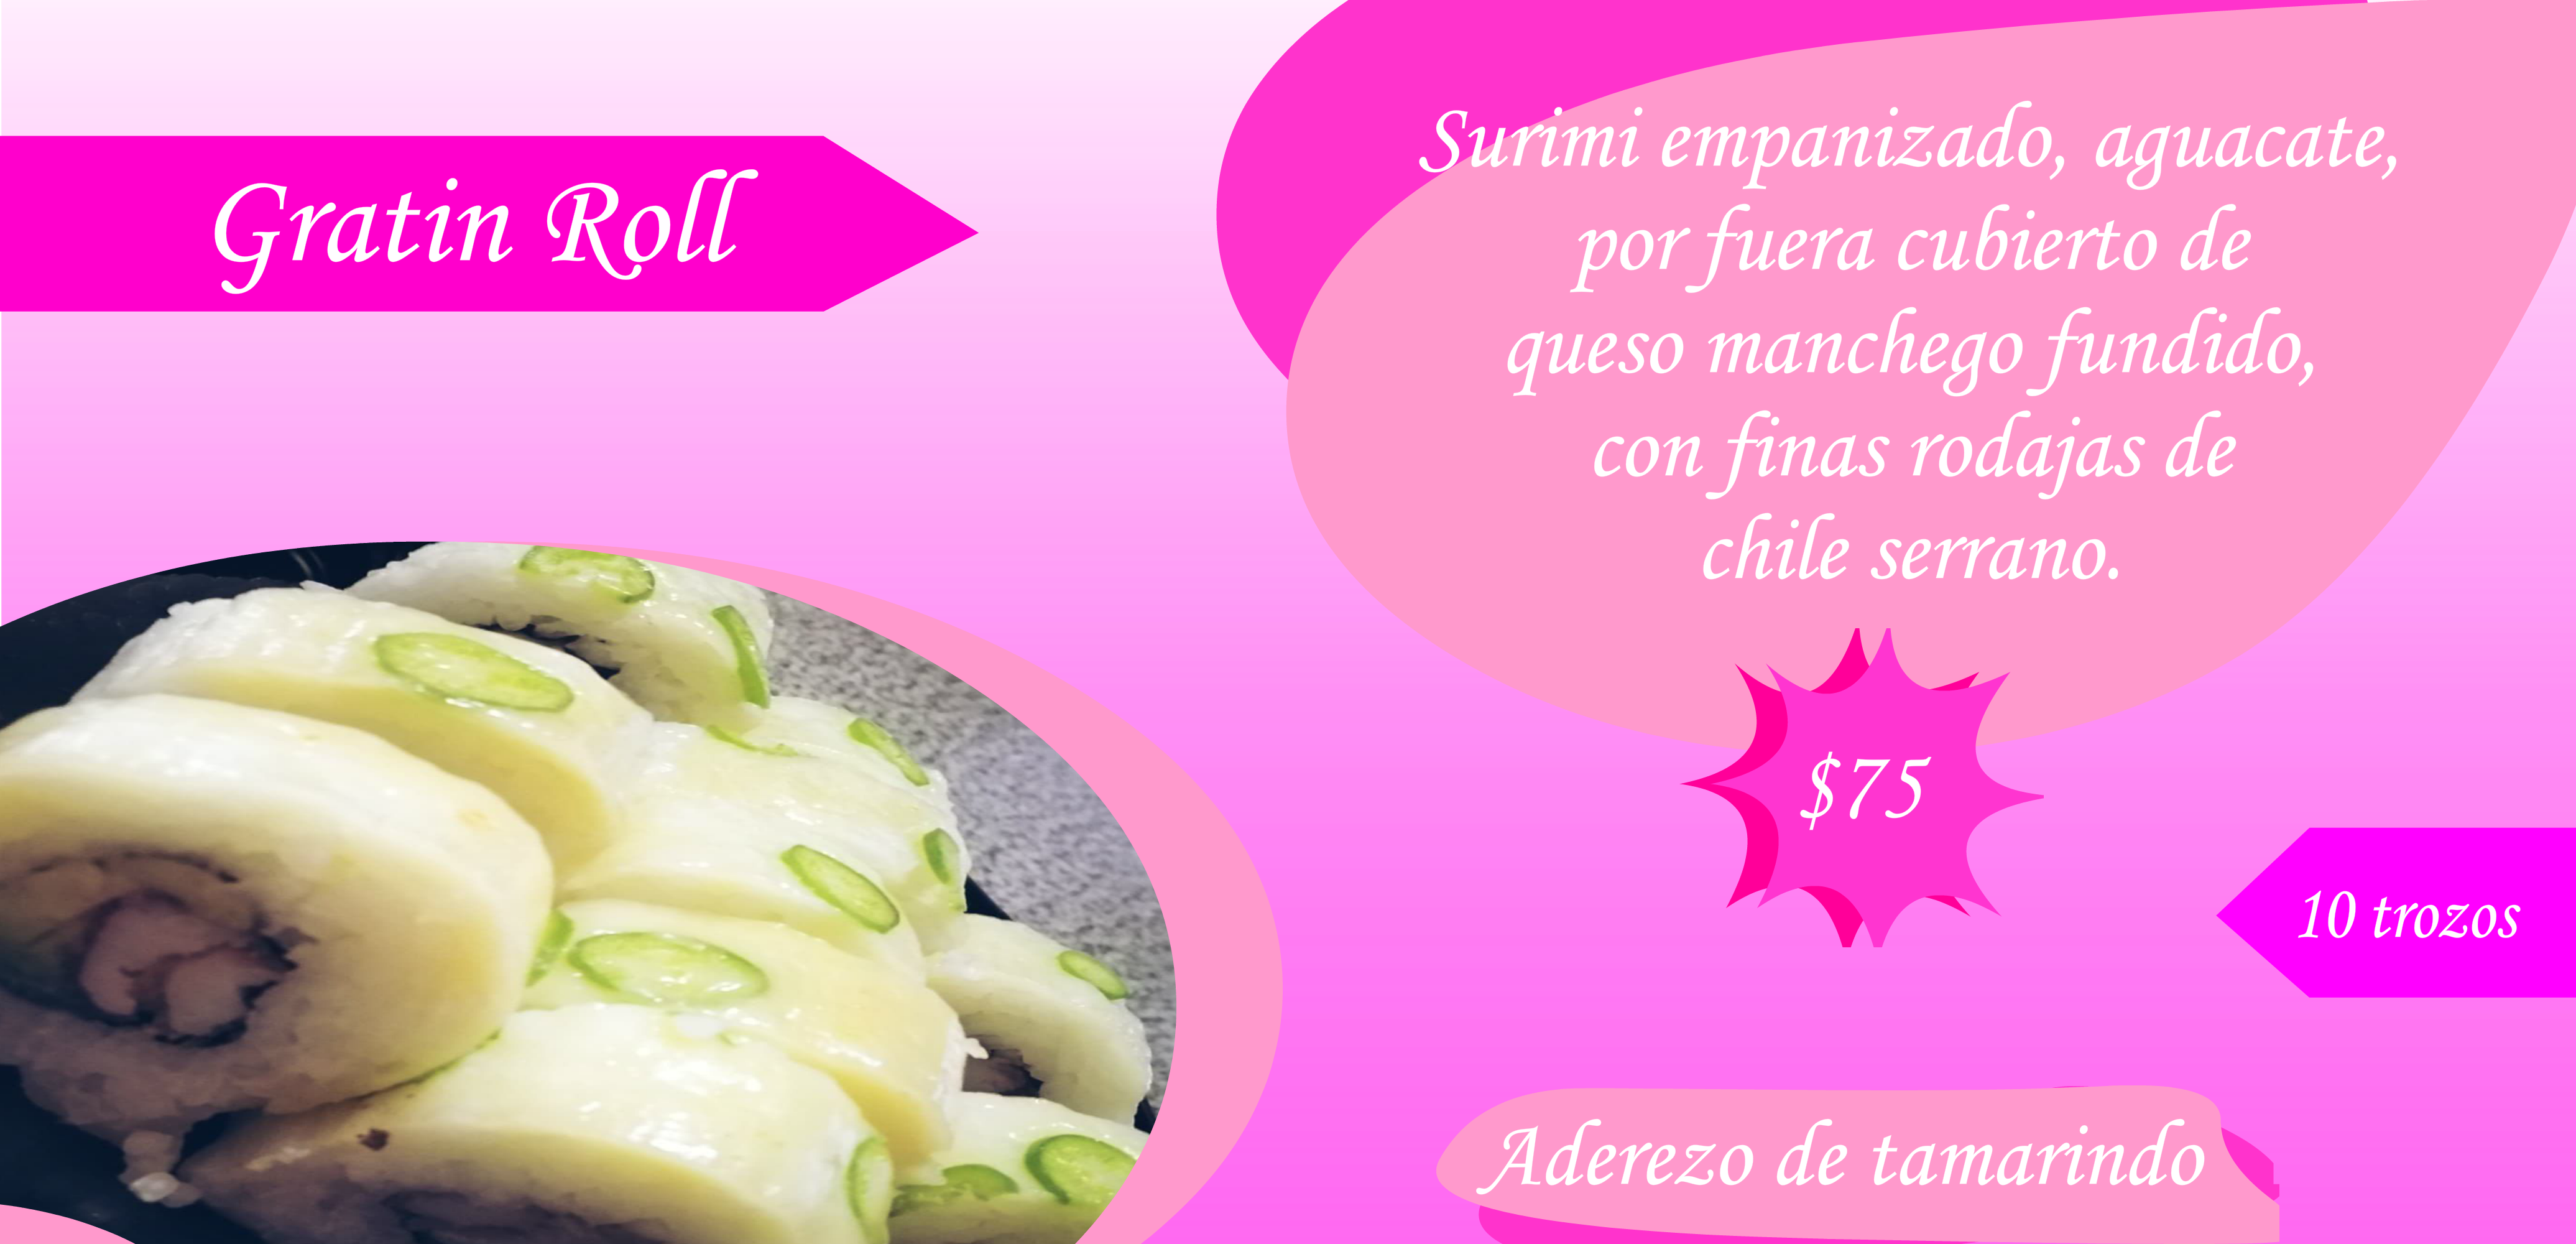 Gratin Roll
Surimi empanizado, aguacate,
por fuera cubierto de
queso manchego fundido,
con finas rodajas de
chile serrano.
$75
10 trozos
Aderezo de tamarindo